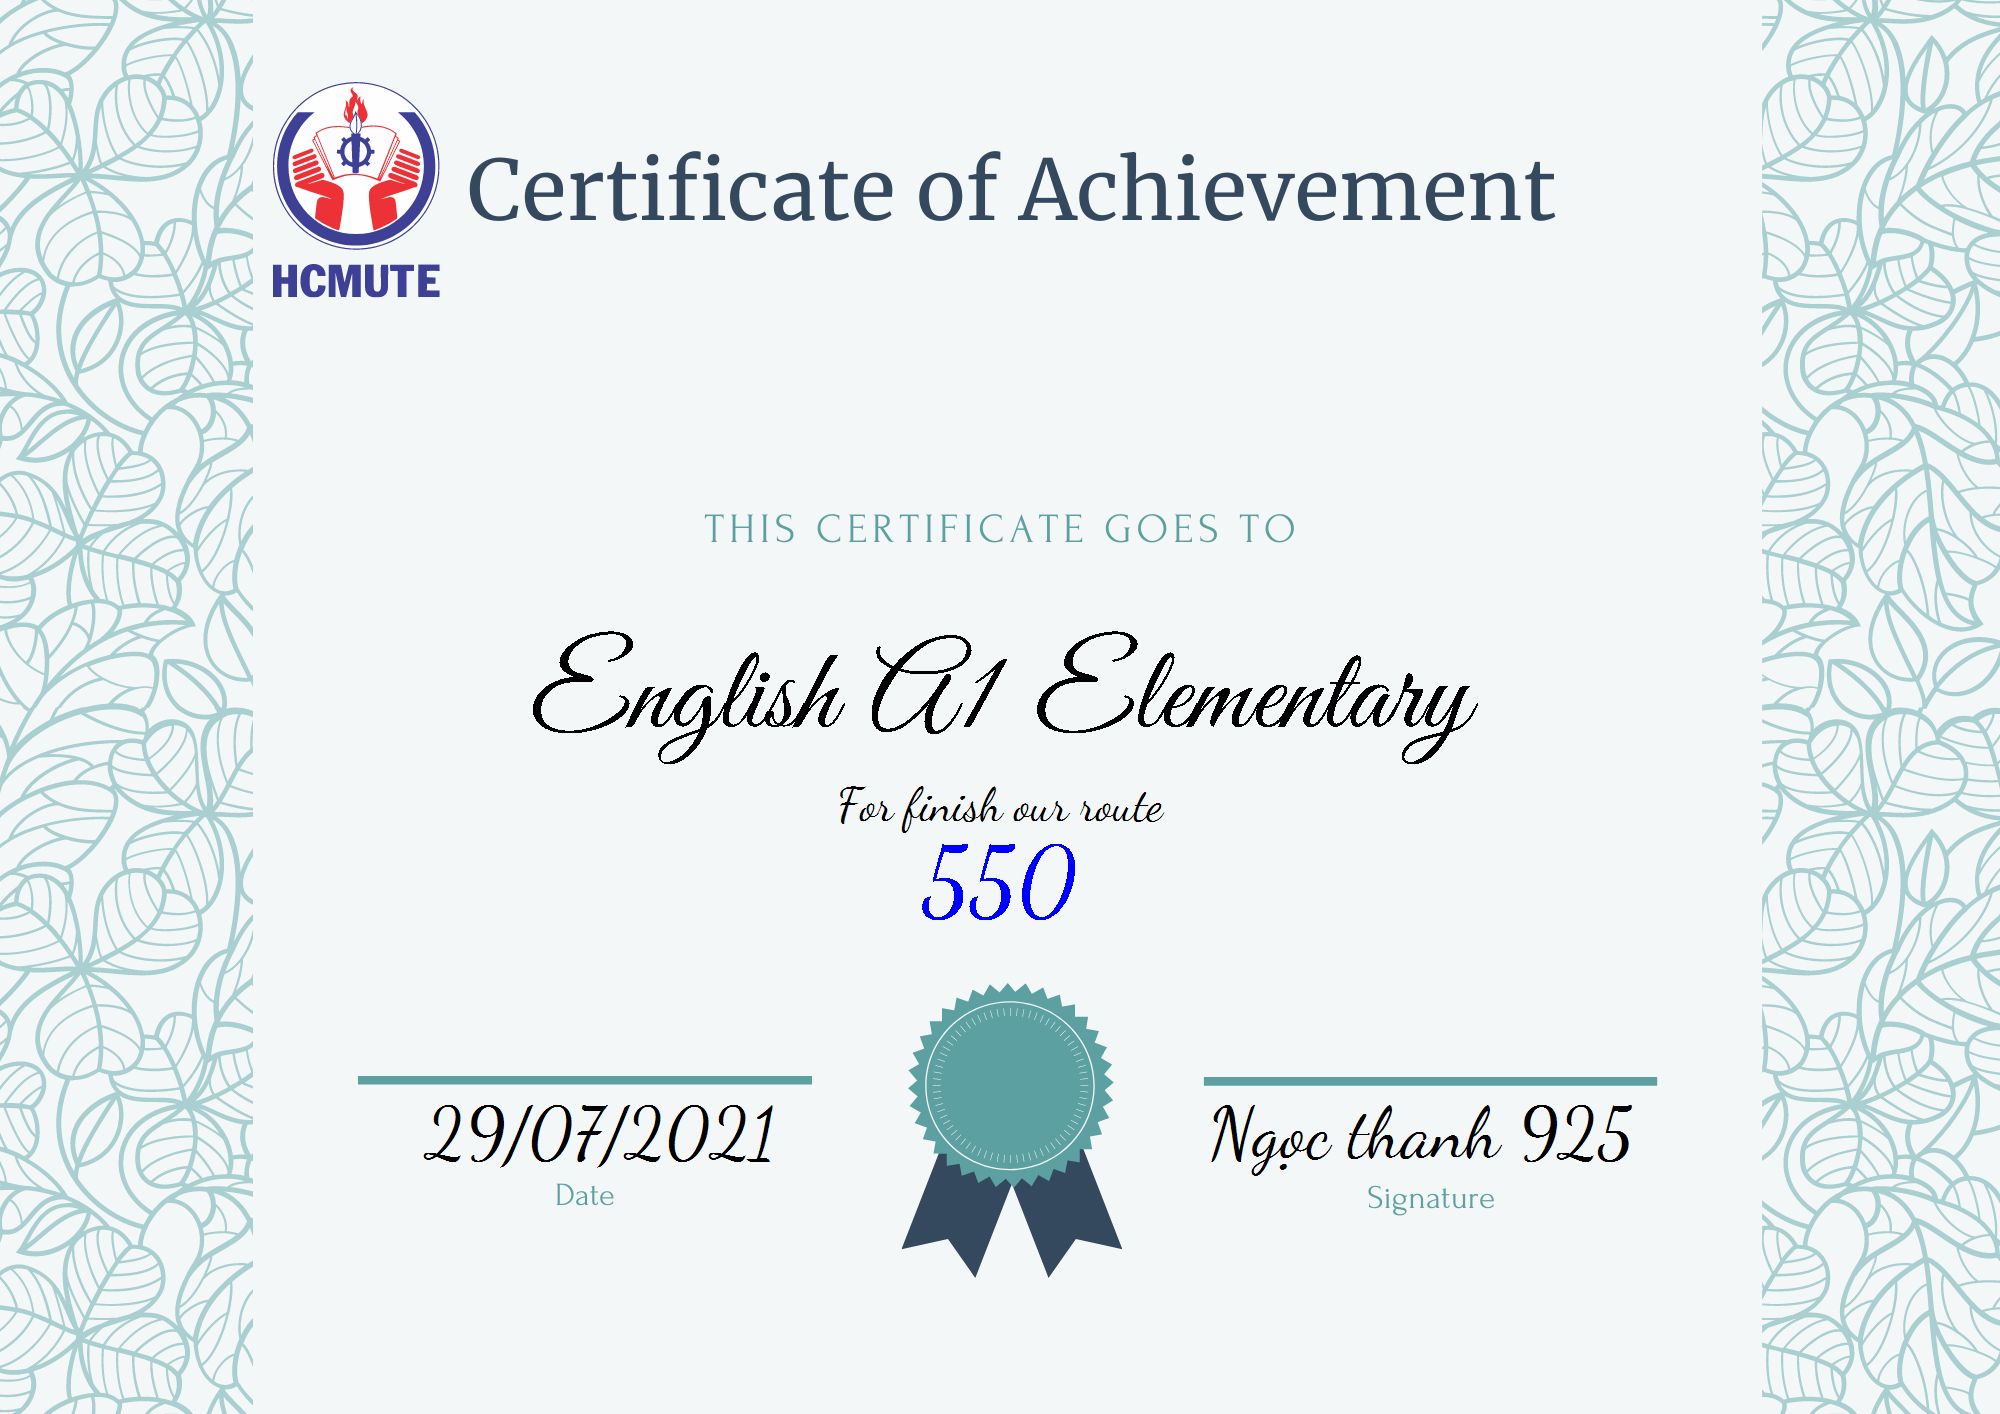 HCMUTE
Certificate of Achievement
THIS CERTIFICATE GOES TO
English A1 Elementary
For finish our route
550
29/07/2021
Date
Ngọc thanh 925
Signature